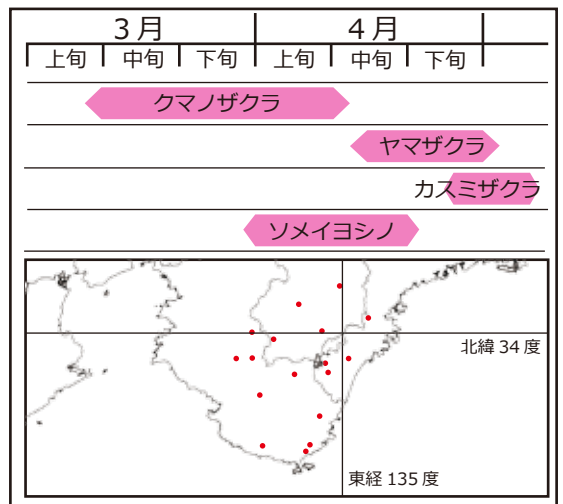 3月 4月
上旬 中旬 下旬 上旬 中旬 下旬
クマノザクラ
ヤマザクラ
カスミザクラ
ソメイヨシノ
北緯 34 度
東経 135 度